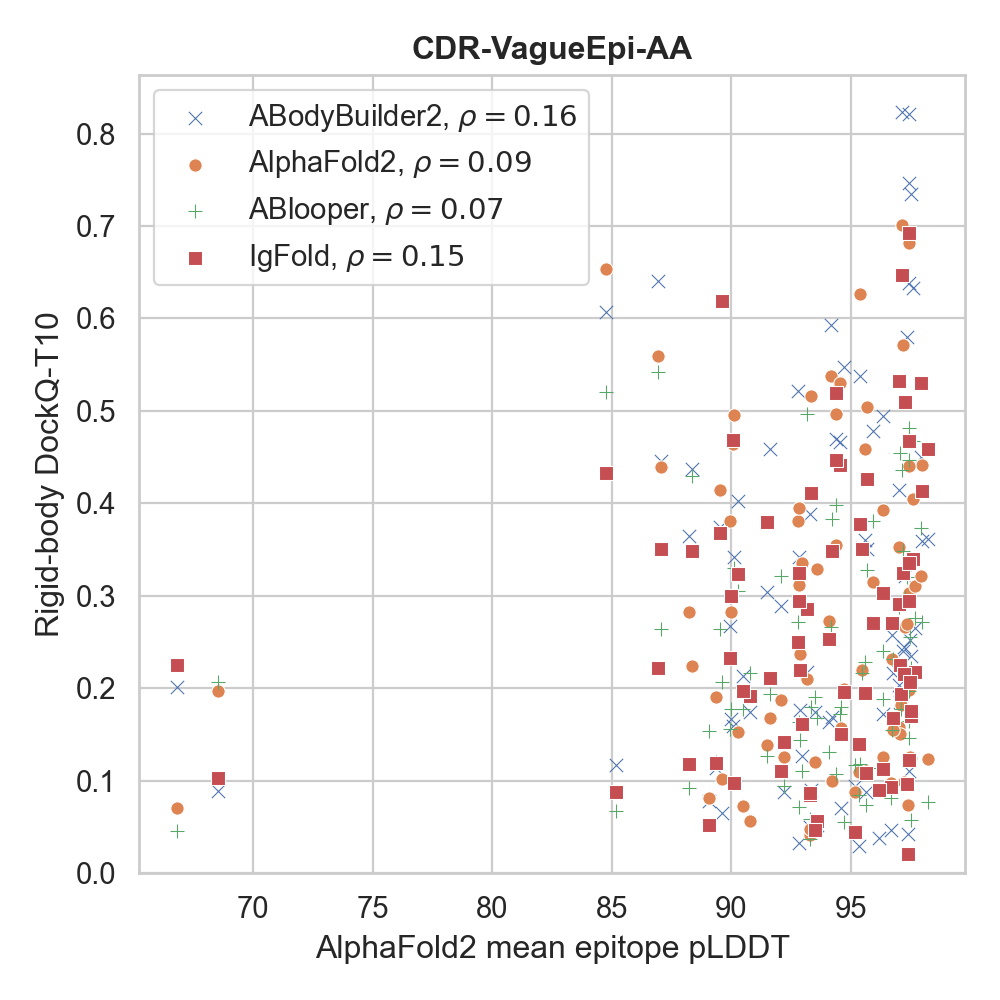 CDR-VagueEpi-AA
ABodyBuilder2, ρ = 0.16
AlphaFold2, ρ = 0.09
ABlooper, ρ = 0.07
IgFold, ρ = 0.15
Rigid-body DockQ-T10
0.8
0.7
0.6
0.5
0.4
0.3
0.2
0.1
0.0
70 75 80 85 90 95
AlphaFold2 mean epitope pLDDT